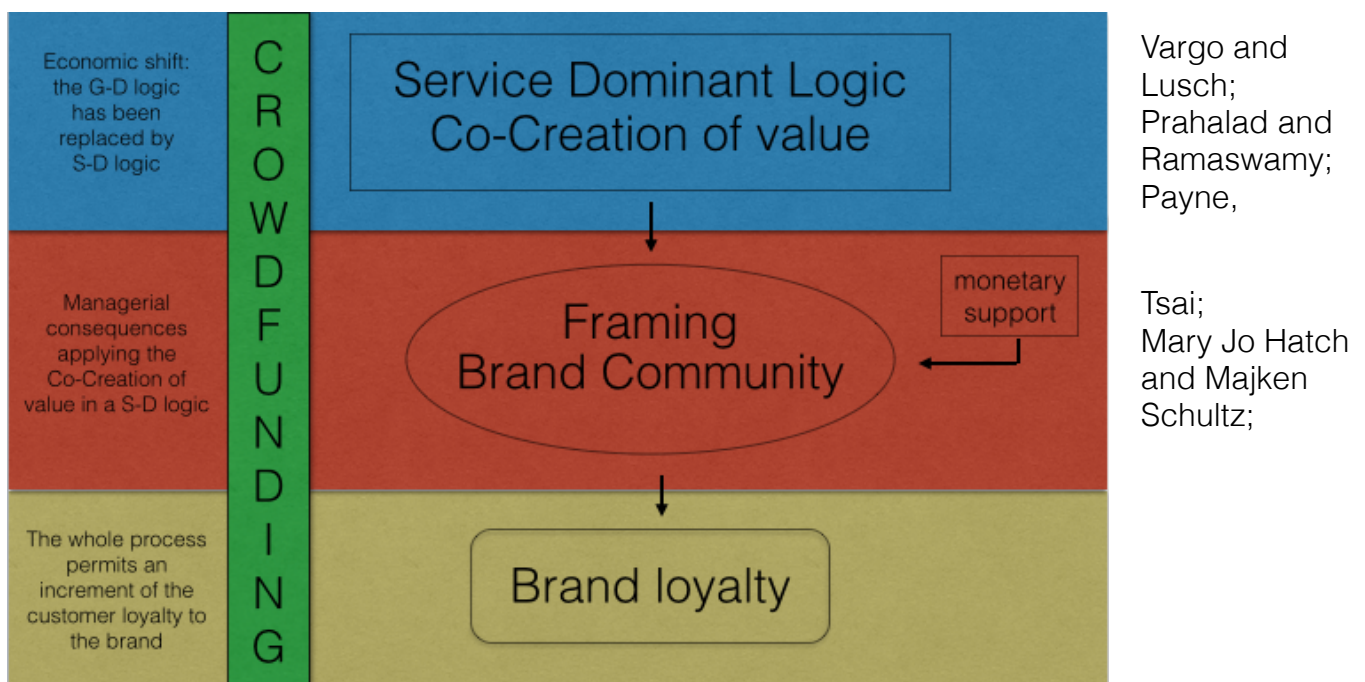 Economic shift:
the G-D logic
has been
replaced by
S-D logic
CROWDFUNDING
Service Dominant Logic
Co-Creation of value
Vargo and
Lusch;
Prahalad and
Ramaswamy;
Payne,
Managerial
consequences
applying the
Co-Creation of
value in a S-D logic
Framing
Brand Community
monetary
support
Tsai;
Mary Jo Hatch
and Majken
Schultz;
The whole process
permits an
increment of the
customer loyalty to
the brand
Brand loyalty